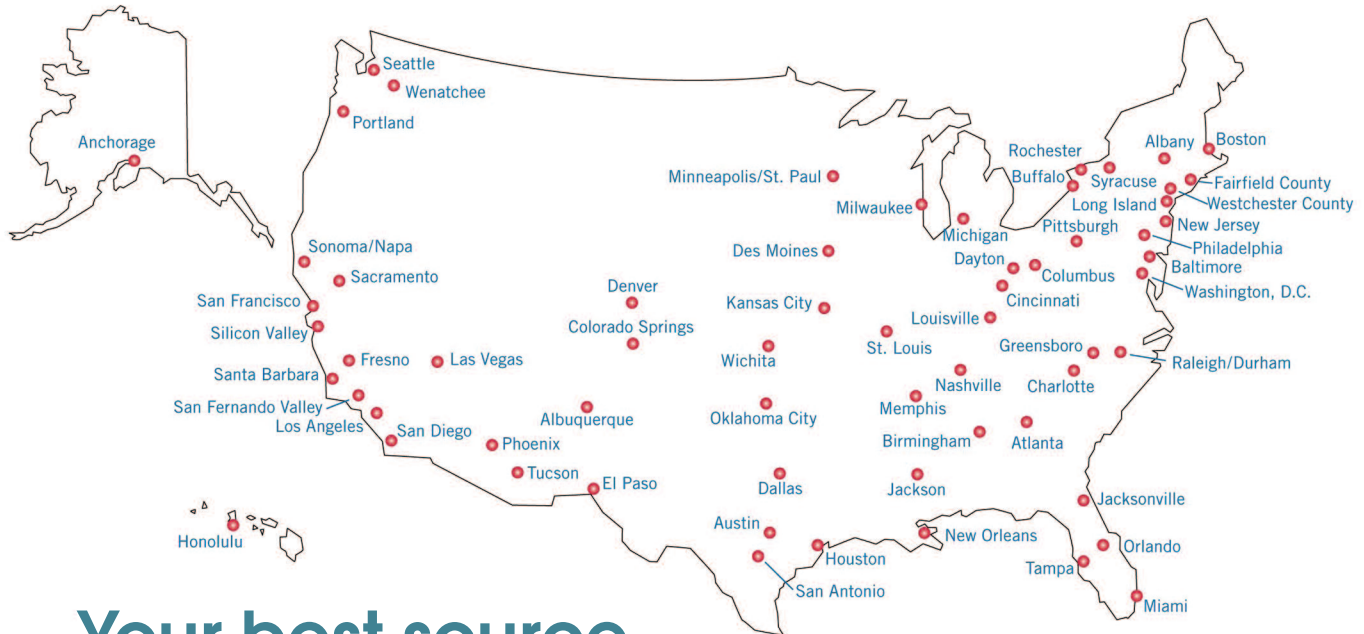 Seattle
Wenatchee
Portland
Anchorage
Albany
Boston
Rochester
Minneapolis/St. Paul
Buffalo
Syracuse
Fairfield County
Westchester County
Milwaukee
Long Island
Michigan
Pittsburgh
New Jersey
Sonoma/Napa
Des Moines
Philadelphia
Dayton
Columbus
Baltimore
Sacramento
Denver
Cincinnati
Washington, D.C.
San Francisco
Kansas City
Silicon Valley
Colorado Springs
Louisville
St. Louis
Greensboro
Fresno
Las Vegas
Wichita
Raleigh/Durham
Santa Barbara
Nashville
Charlotte
San Fernando Valley
Memphis
Los Angeles
Albuquerque
Oklahoma City
San Diego
Phoenix
Birmingham
Atlanta
Tucson
El Paso
Dallas
Jackson
Jacksonville
Austin
Honolulu
New Orleans
Orlando
Houston
Tampa
San Antonio
Miami
Your best source